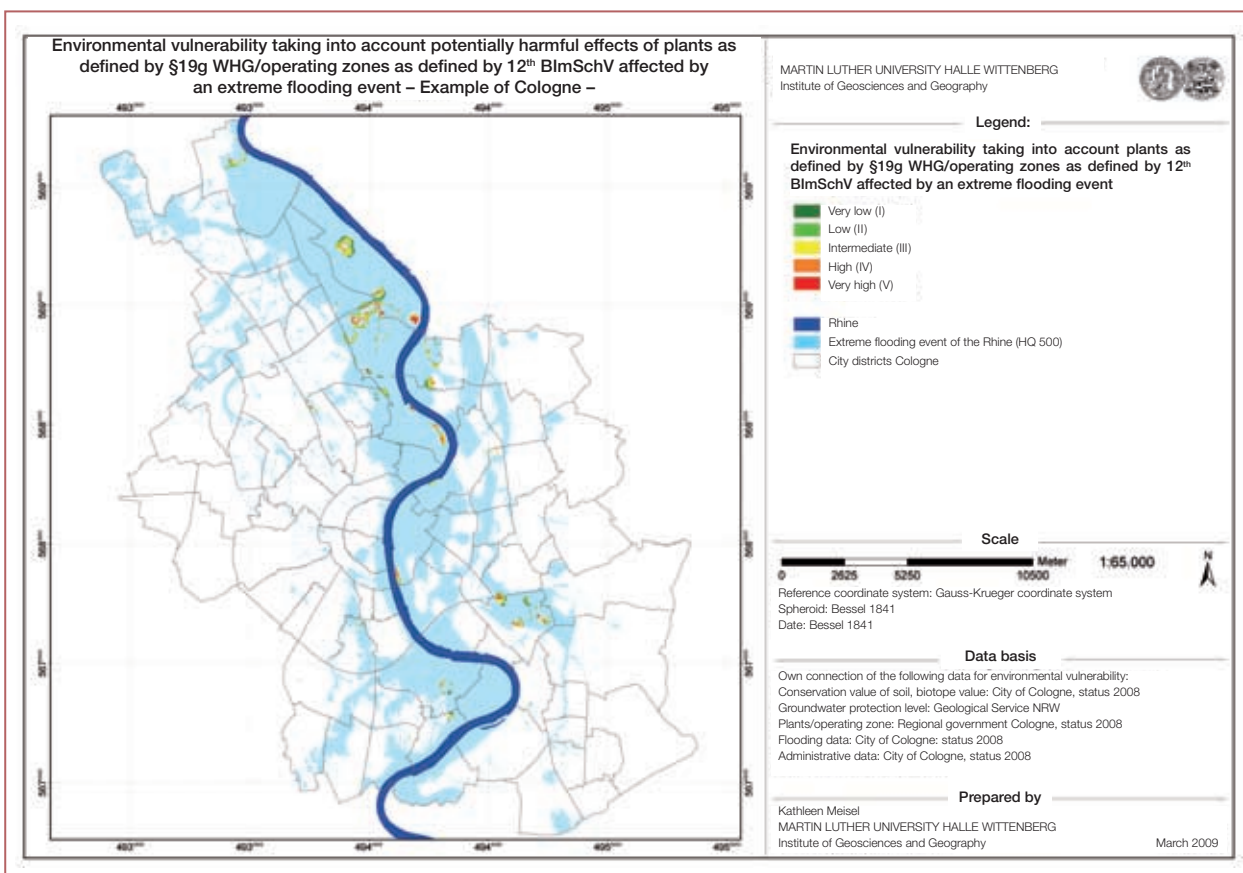 Environmental vulnerability taking into account potentially harmful effects of plants as
defined by §19g WHG/operating zones as defined by 12th BImSchV affected by
an extreme flooding event – Example of Cologne –
MARTIN LUTHER UNIVERSITY HALLE WITTENBERG
Institute of Geosciences and Geography
Legend:
Environmental vulnerability taking into account plants as
defined by §19g WHG/operating zones as defined by 12th
BImSchV affected by an extreme flooding event
Very low (I)
Low (II)
Intermediate (III)
High (IV)
Very high (V)
Rhine
Extreme flooding event of the Rhine (HQ 500)
City districts Cologne
Scale
Meter 1:65.000 N
0 2625 5250 10500
Reference coordinate system: Gauss-Krueger coordinate system
Spheroid: Bessel 1841
Date: Bessel 1841
Data basis
Own connection of the following data for environmental vulnerability:
Conservation value of soil, biotope value: City of Cologne, status 2008
Groundwater protection level: Geological Service NRW
Plants/operating zone: Regional government Cologne, status 2008
Flooding data: City of Cologne: status 2008
Administrative data: City of Cologne, status 2008
Prepared by
Kathleen Meisel
MARTIN LUTHER UNIVERSITY HALLE WITTENBERG
Institute of Geosciences and Geography March 2009